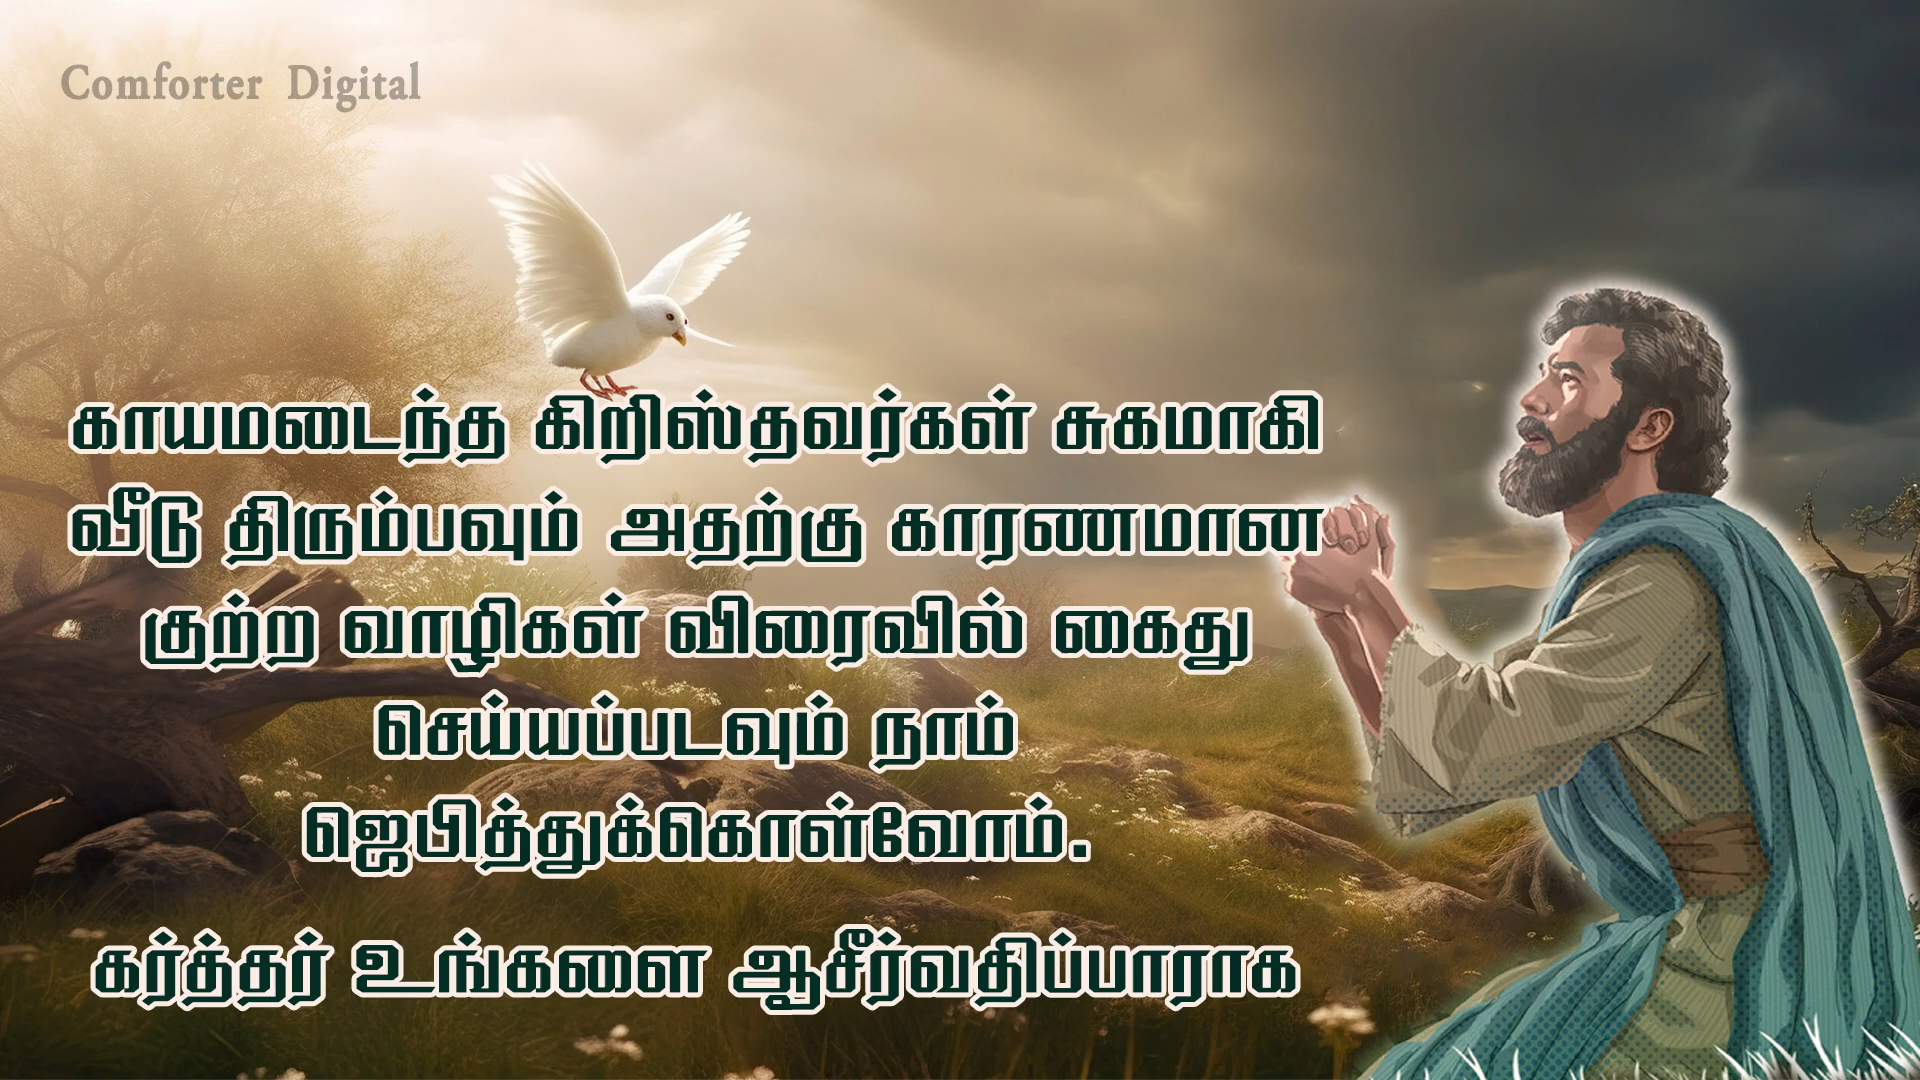 Comforter Digital
காயமடைந்த கிறிஸ்தவர்கள் சுகமாகி
வீடு திரும்பவும் அதற்கு காரணமான
குற்ற வாழிகள் விரைவில் கைது
செய்யப்படவும் நாம்
ஜெபித்துக்கொள்வோம்.
கர்த்தர் உங்களை ஆசீர்வதிப்பாராக